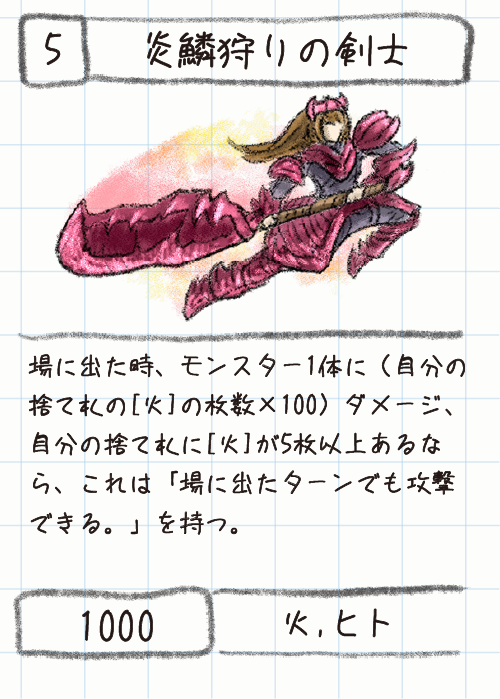 5
炎鱗狩りの剣士
場に出た時、モンスター1体に（自分の
捨て札の[火]の枚数×100）ダメージ、
自分の捨て札に[火]が5枚以上あるな
ら、これは「場に出たターンでも攻撃
できる。」を持つ。
1000
火,ヒト